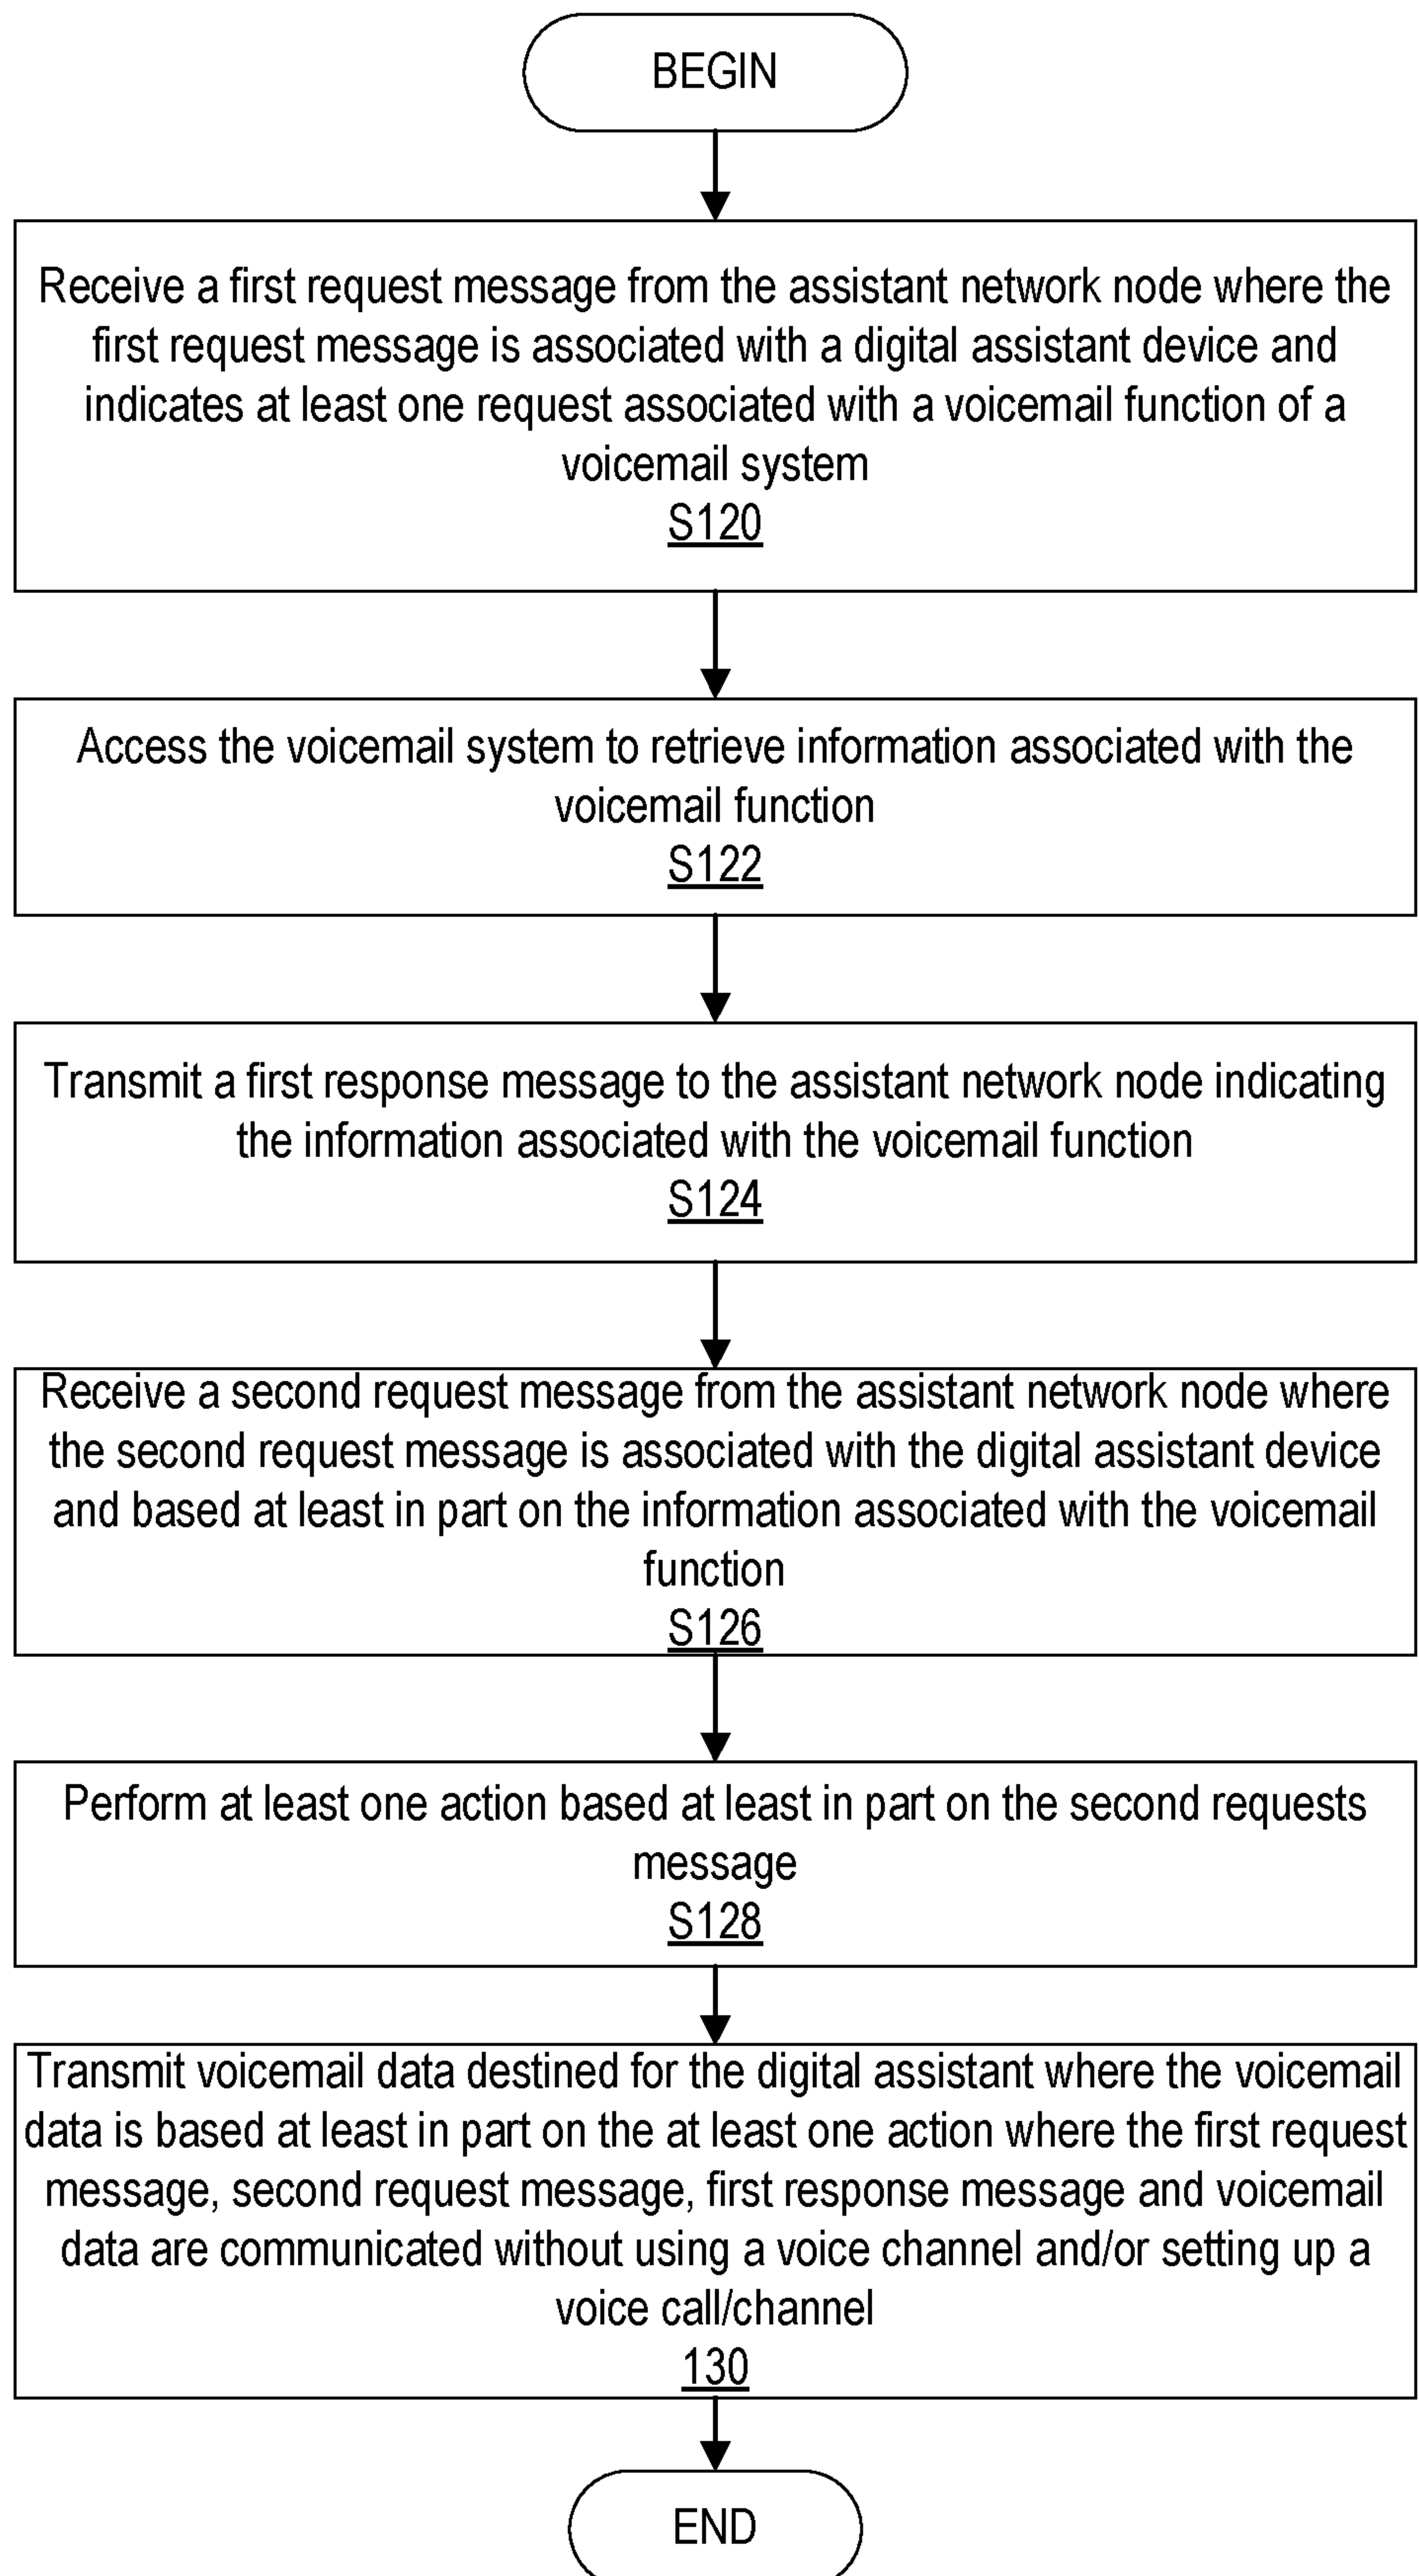 BEGIN
Receive a first request message from the assistant network node where the
first request message is associated with a digital assistant device and
indicates at least one request associated with a voicemail function of a
voicemail system
S120
Access the voicemail system to retrieve information associated with the
voicemail function
S122
Transmit a first response message to the assistant network node indicating
the information associated with the voicemail function
S124
Receive a second request message from the assistant network node where
the second request message is associated with the digital assistant device
and based at least in part on the information associated with the voicemail
function
S126
Perform at least one action based at least in part on the second requests
message
S128
Transmit voicemail data destined for the digital assistant where the voicemail
data is based at least in part on the at least one action where the first request
message, second request message, first response message and voicemail
data are communicated without using a voice channel and/or setting up a
voice call/channel
130
END